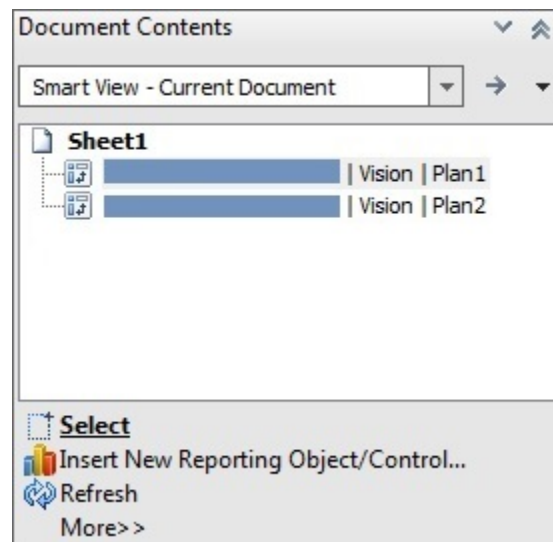 Document Contents
Smart View - Current Document
Sheet1
| Vision | Plan1
| Vision | Plan2
Select
Insert New Reporting Object/Control...
Refresh
More>>